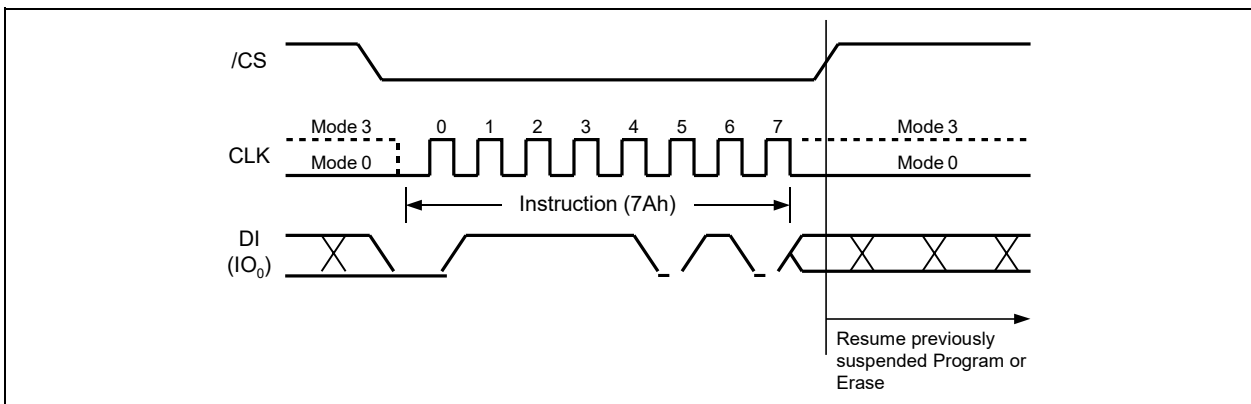 /CS
Mode 3 0 1 2 3 4 5 6 7 Mode 3
CLK
Mode 0 Mode 0
Instruction (7Ah)
DI
(IO₀)
Resume previously
suspended Program or
Erase